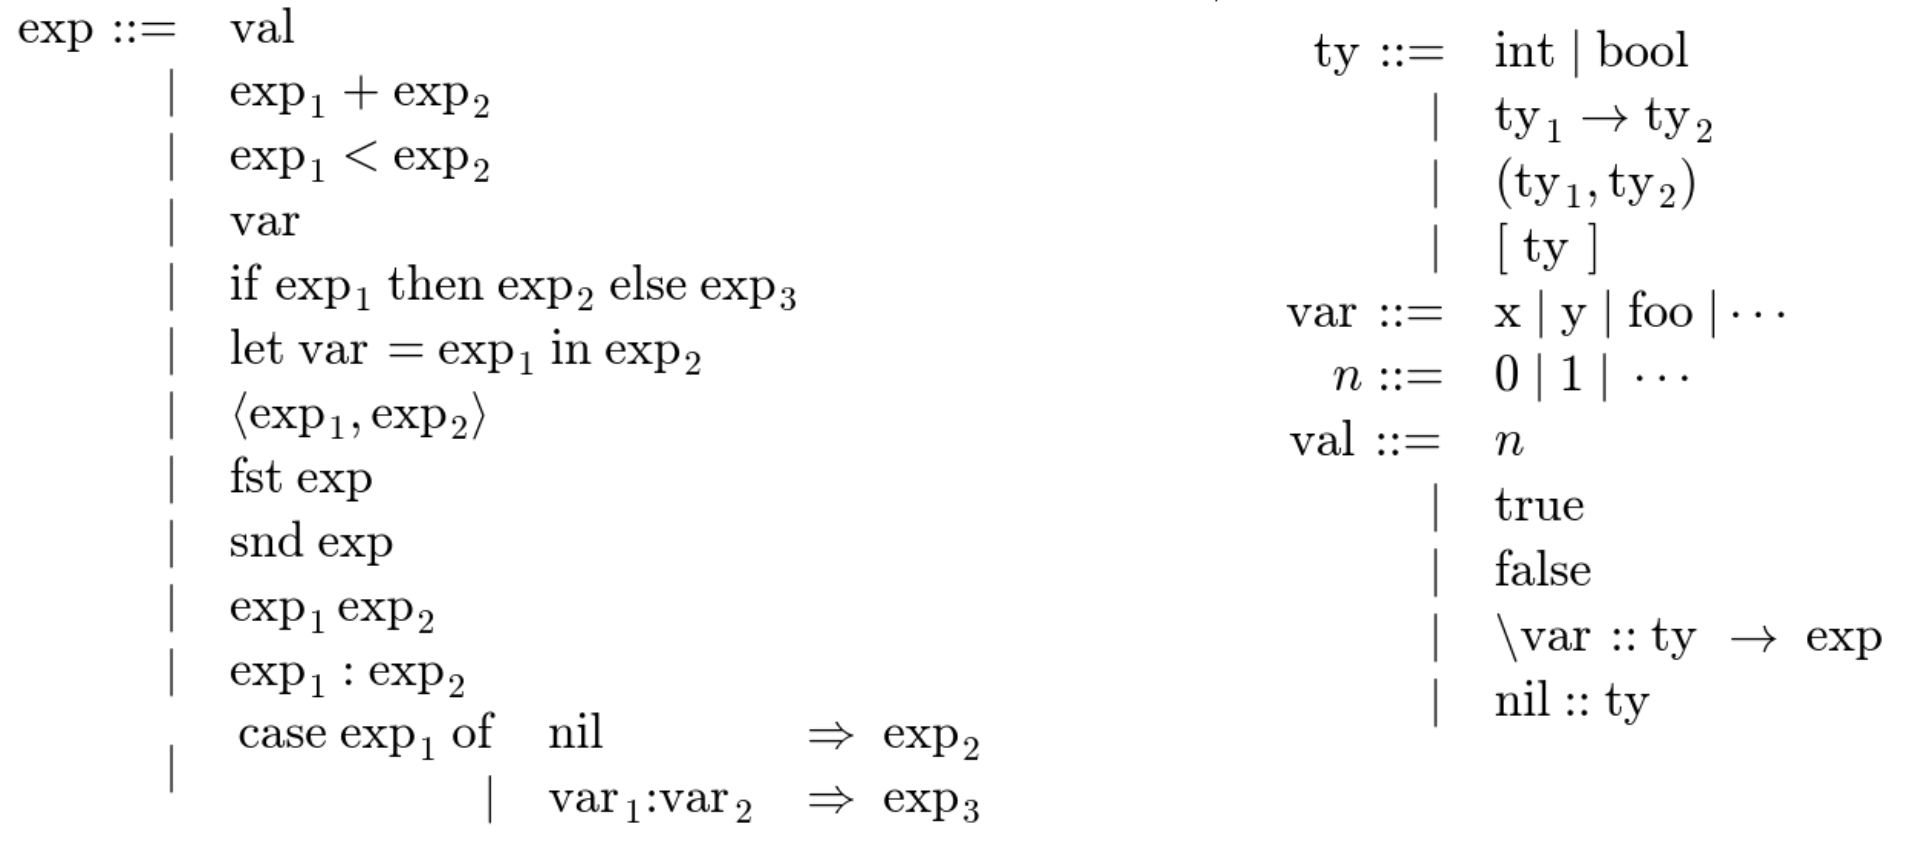 exp ::= val
| exp₁ + exp₂
| exp₁ < exp₂
| var
| if exp₁ then exp₂ else exp₃
| let var = exp₁ in exp₂
| ⟨exp₁, exp₂⟩
| fst exp
| snd exp
| exp₁ exp₂
| exp₁ : exp₂
| case exp₁ of nil ⇒ exp₂
| var₁:var₂ ⇒ exp₃
ty ::= int | bool
| ty₁ → ty₂
| (ty₁, ty₂)
| [ ty ]
var ::= x | y | foo | ···
n ::= 0 | 1 | ···
val ::= n
| true
| false
| \var :: ty → exp
| nil :: ty